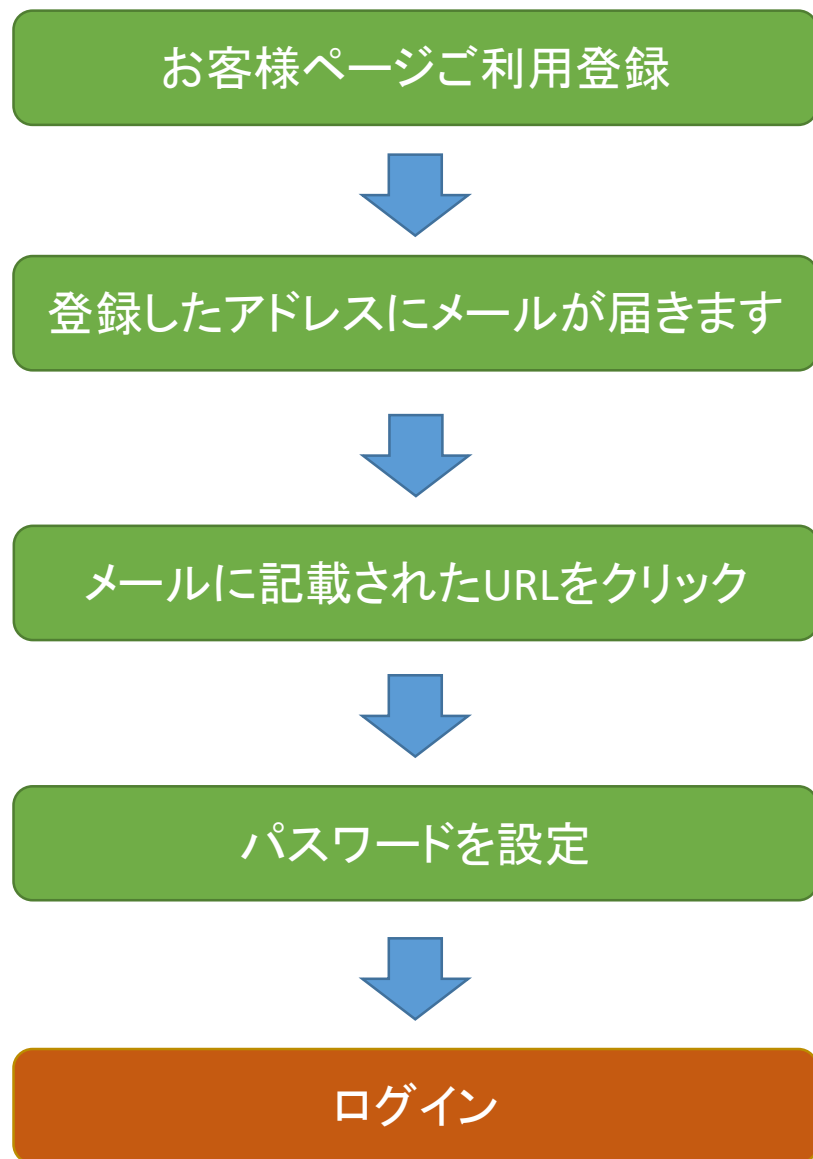 お客様ページご利用登録
登録したアドレスにメールが届きます
メールに記載されたURLをクリック
パスワードを設定
ログイン